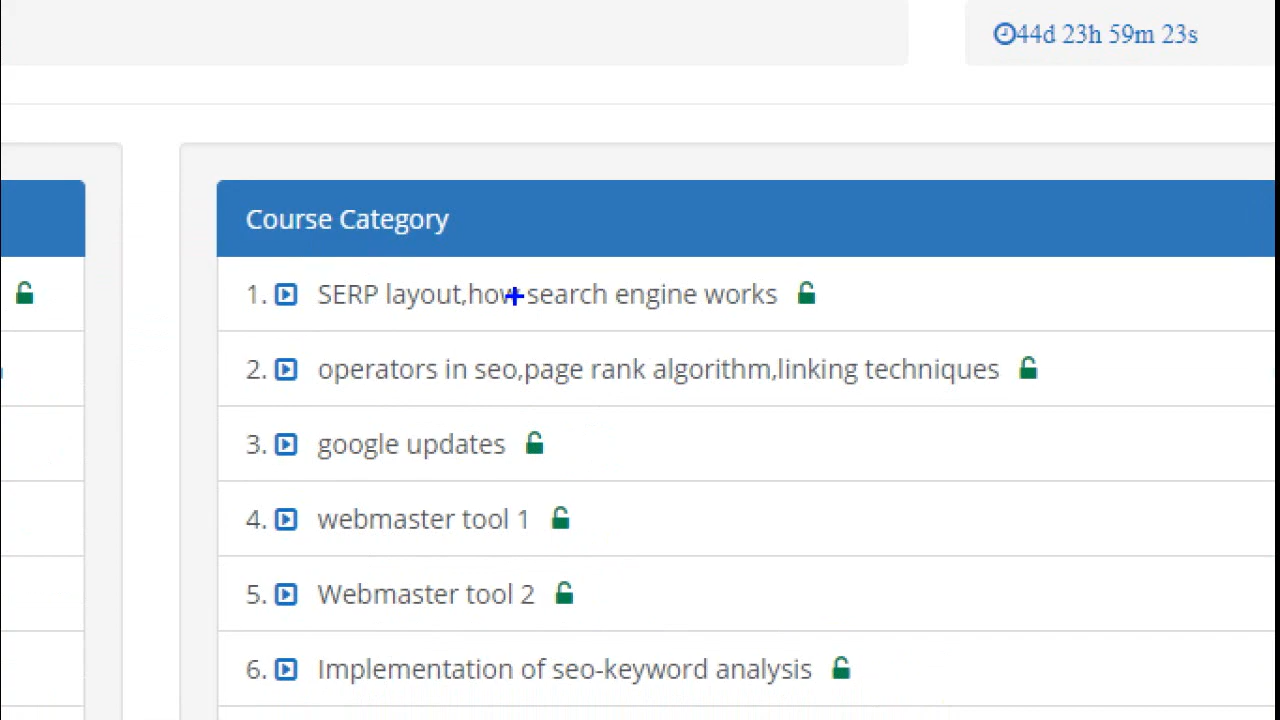 44d 23h 59m 23s
Course Category
1. SERP layout,how search engine works
2. operators in seo,page rank algorithm,linking techniques
3. google updates
4. webmaster tool 1
5. Webmaster tool 2
6. Implementation of seo-keyword analysis